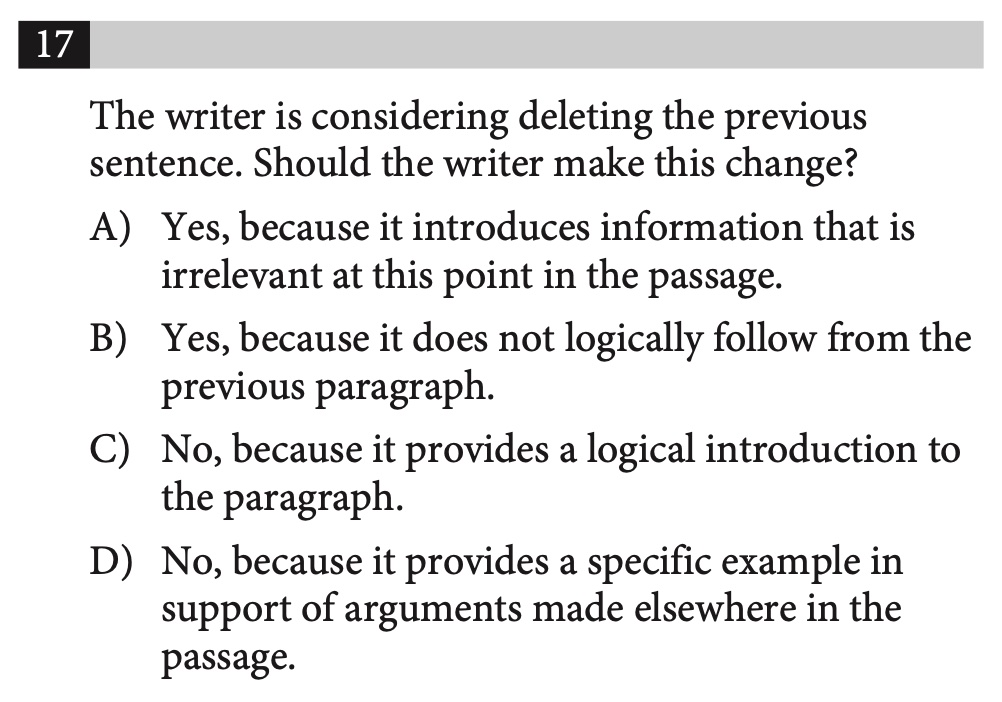 17
The writer is considering deleting the previous
sentence. Should the writer make this change?
A) Yes, because it introduces information that is
irrelevant at this point in the passage.
B) Yes, because it does not logically follow from the
previous paragraph.
C) No, because it provides a logical introduction to
the paragraph.
D) No, because it provides a specific example in
support of arguments made elsewhere in the
passage.